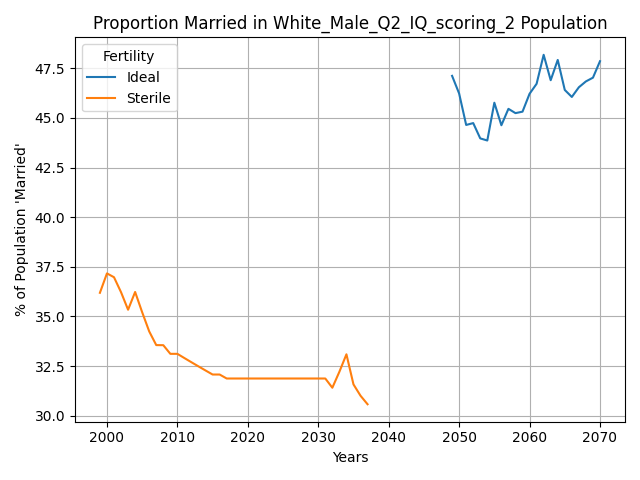 Proportion Married in White_Male_Q2_IQ_scoring_2 Population
Fertility
Ideal
Sterile
% of Population 'Married'
47.5
45.0
42.5
40.0
37.5
35.0
32.5
30.0
2000 2010 2020 2030 2040 2050 2060 2070
Years